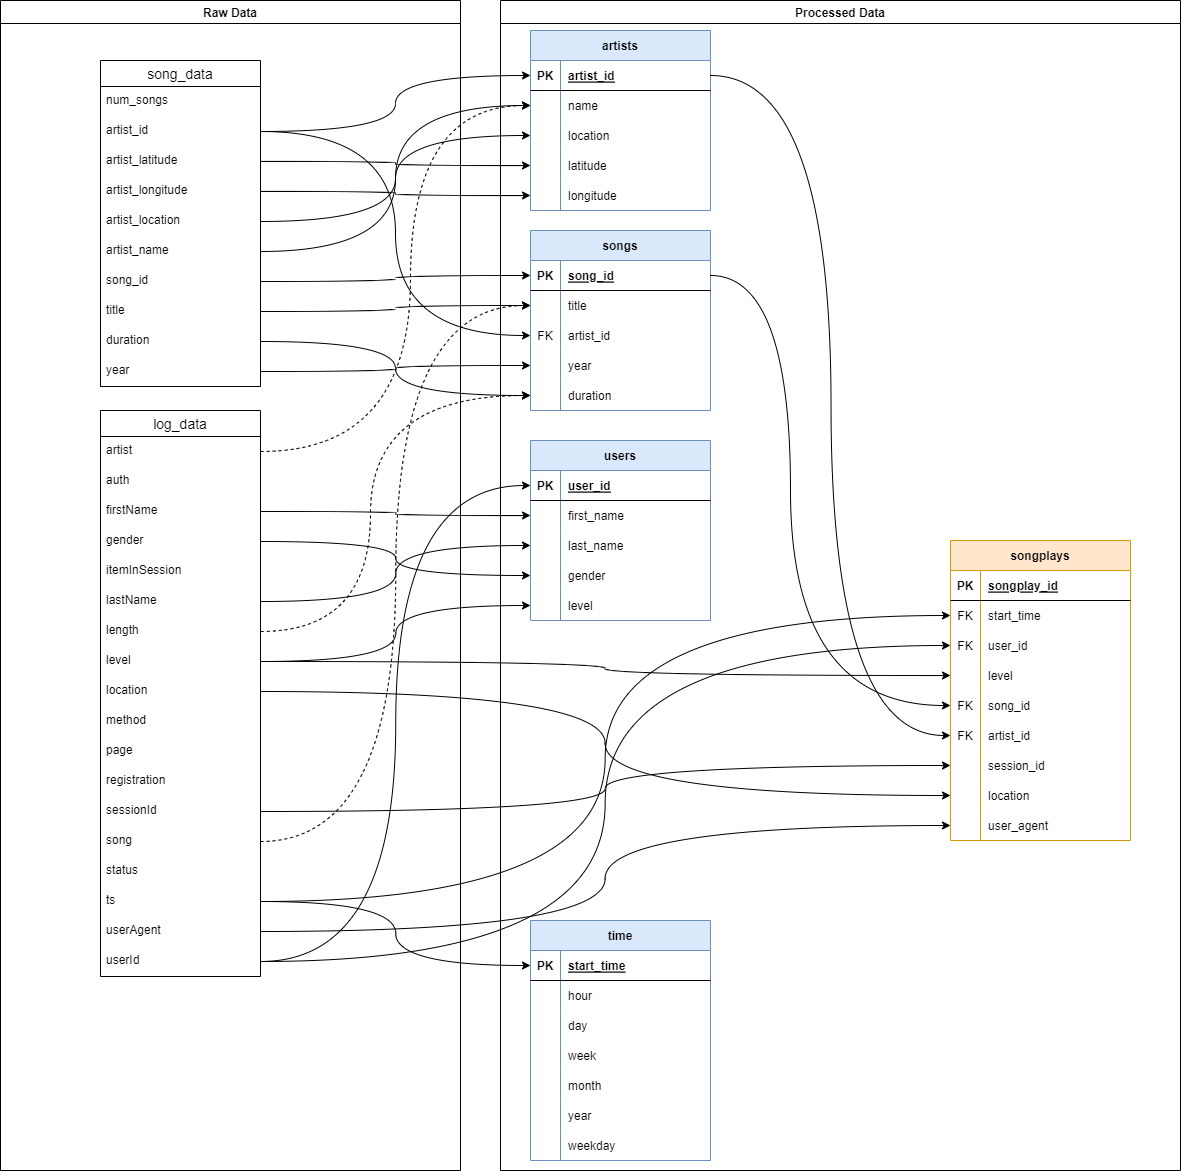 Raw Data
song_data
num_songs
artist_id
artist_latitude
artist_longitude
artist_location
artist_name
song_id
title
duration
year
log_data
artist
auth
firstName
gender
itemInSession
lastName
length
level
location
method
page
registration
sessionId
song
status
ts
userAgent
userId
Processed Data
artists
PK artist_id
name
location
latitude
longitude
songs
PK song_id
title
FK artist_id
year
duration
users
PK user_id
first_name
last_name
gender
level
time
PK start_time
hour
day
week
month
year
weekday
songplays
PK songplay_id
FK start_time
FK user_id
level
FK song_id
FK artist_id
session_id
location
user_agent